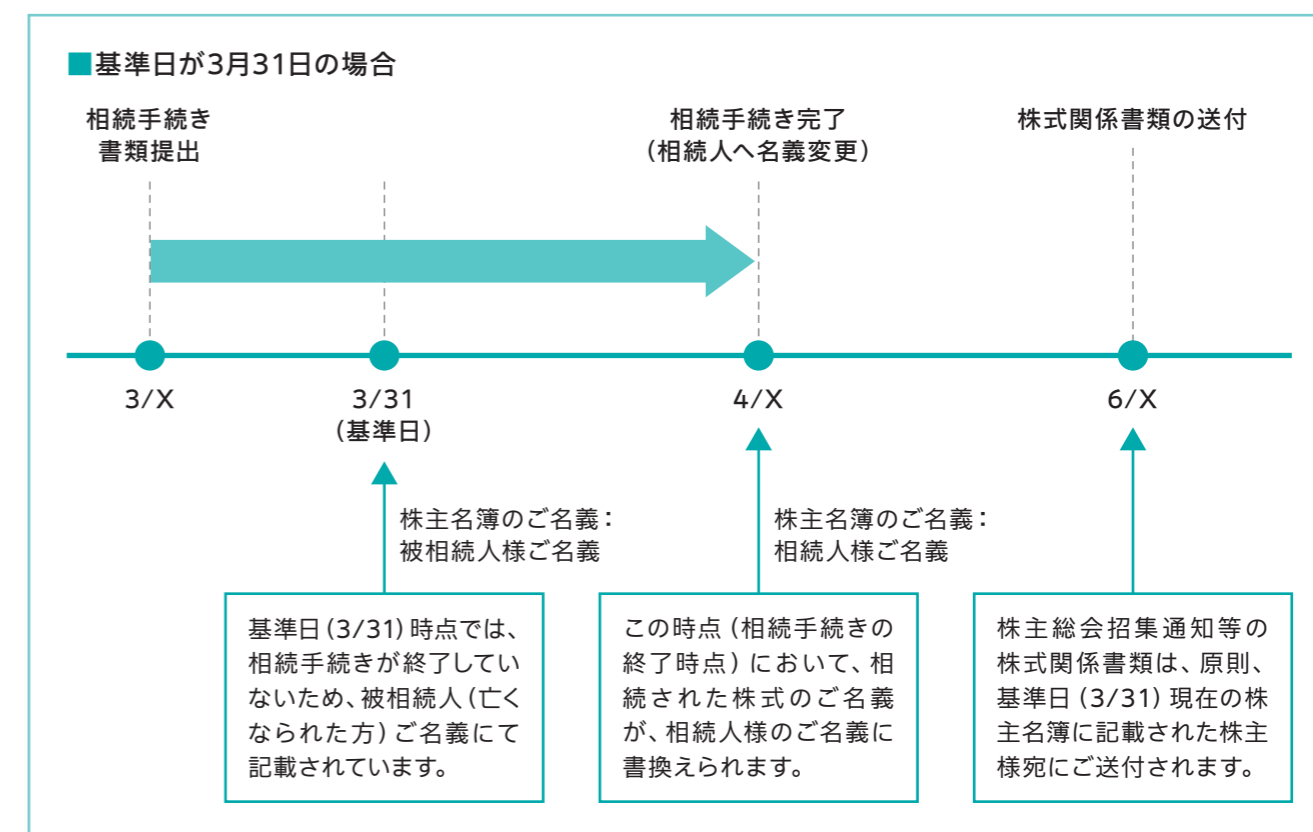 ■基準日が3月31日の場合
相続手続き
書類提出
相続手続き完了
（相続人へ名義変更）
株式関係書類の送付
3/X
3/31
（基準日）
4/X
6/X
株主名簿のご名義：
被相続人様ご名義
株主名簿のご名義：
相続人様ご名義
基準日（3/31）時点では、
相続手続きが終了してい
ないため、被相続人（亡く
なられた方）ご名義にて
記載されています。
この時点（相続手続きの
終了時点）において、相
続された株式のご名義
が、相続人様のご名義に
書換えられます。
株主総会招集通知等の
株式関係書類は、原則、
基準日（3/31）現在の株
主名簿に記載された株主
様宛にご送付されます。